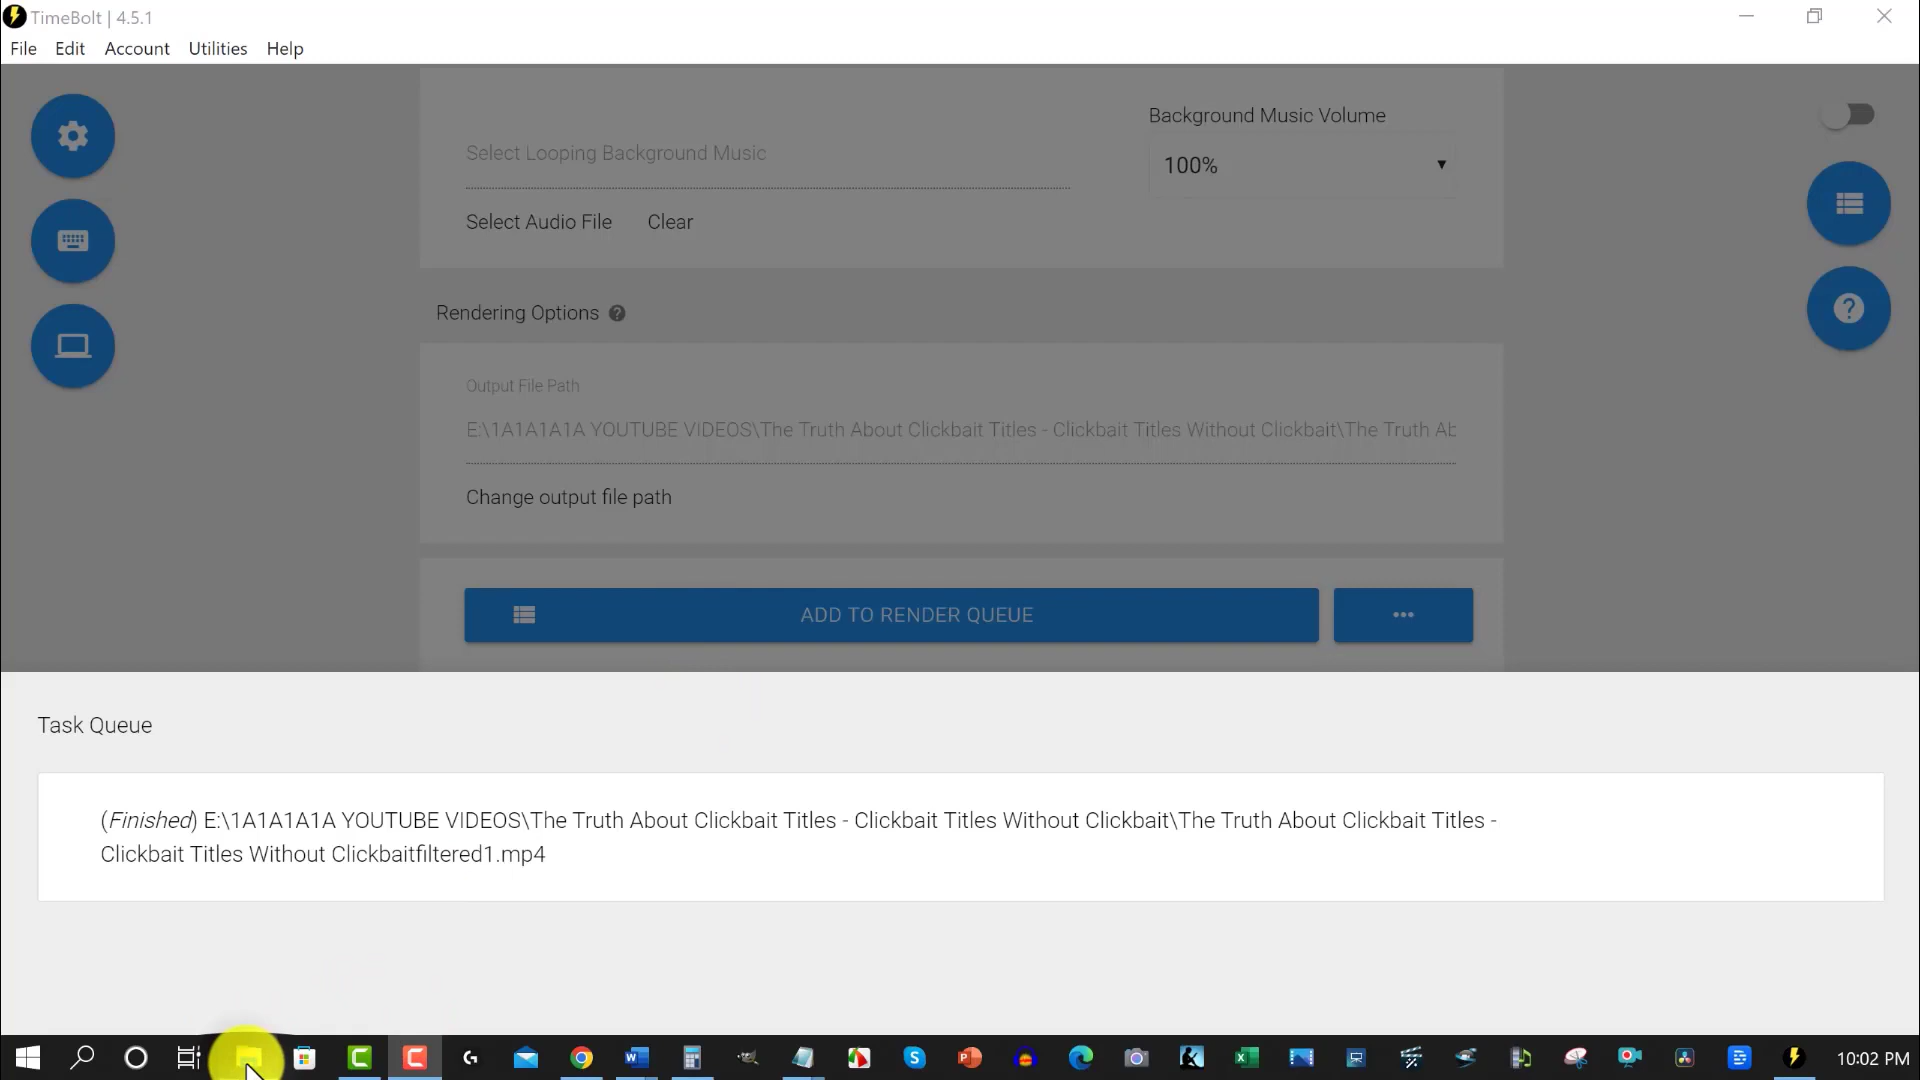 TimeBolt | 4.5.1
File Edit Account Utilities Help
Background Music Volume
Select Looping Background Music
100%
Select Audio File Clear
Rendering Options
Output File Path
E:\1A1A1A1A YOUTUBE VIDEOS\The Truth About Clickbait Titles - Clickbait Titles Without Clickbait\The Truth Ab
Change output file path
ADD TO RENDER QUEUE
Task Queue
(Finished) E:\1A1A1A1A YOUTUBE VIDEOS\The Truth About Clickbait Titles - Clickbait Titles Without Clickbait\The Truth About Clickbait Titles -
Clickbait Titles Without Clickbaitfiltered1.mp4
10:02 PM